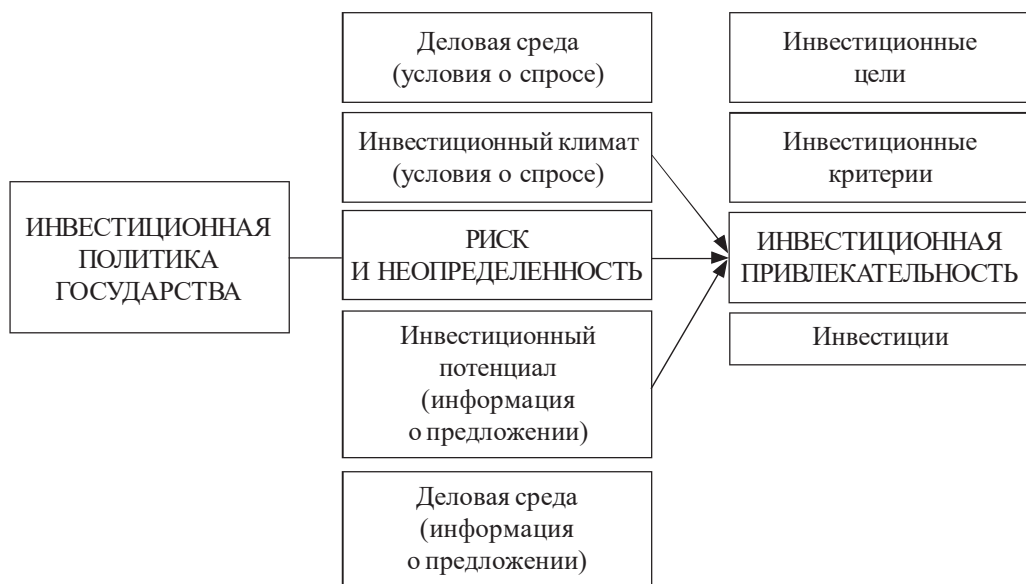 ИНВЕСТИЦИОННАЯ
ПОЛИТИКА
ГОСУДАРСТВА
Деловая среда
(условия о спросе)
Инвестиционный климат
(условия о спросе)
РИСК
И НЕОПРЕДЕЛЕННОСТЬ
Инвестиционный
потенциал
(информация
о предложении)
Деловая среда
(информация
о предложении)
Инвестиционные
цели
Инвестиционные
критерии
ИНВЕСТИЦИОННАЯ
ПРИВЛЕКАТЕЛЬНОСТЬ
Инвестиции